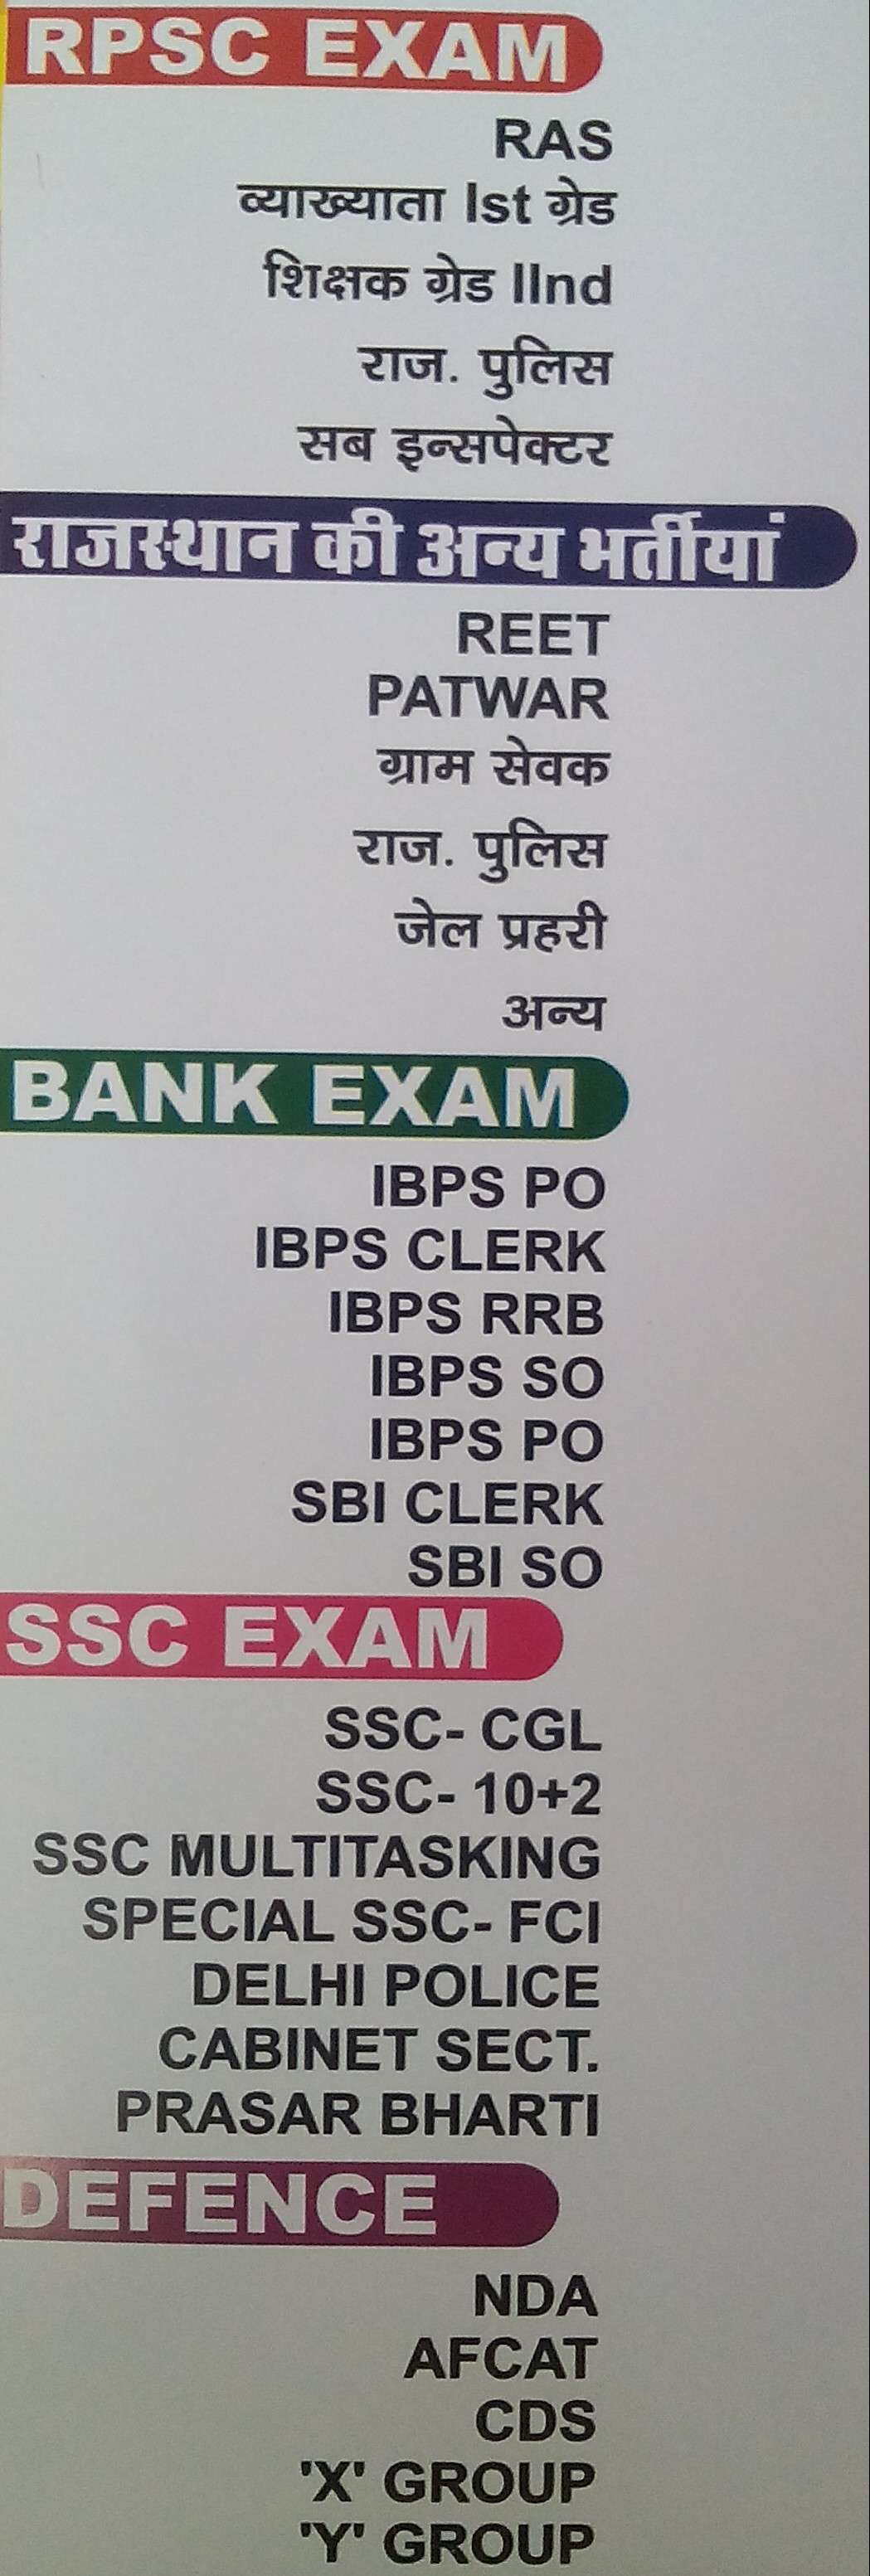 RPSC EXAM
RAS
व्याख्याता Ist ग्रेड
शिक्षक ग्रेड IInd
राज. पुलिस
सब इन्सपेक्टर
राजस्थान की अन्य भर्तीयां
REET
PATWAR
ग्राम सेवक
राज. पुलिस
जेल प्रहरी
अन्य
BANK EXAM
IBPS PO
IBPS CLERK
IBPS RRB
IBPS SO
IBPS PO
SBI CLERK
SBI SO
SSC EXAM
SSC- CGL
SSC- 10+2
SSC MULTITASKING
SPECIAL SSC- FCI
DELHI POLICE
CABINET SECT.
PRASAR BHARTI
DEFENCE
NDA
AFCAT
CDS
'X' GROUP
'Y' GROUP